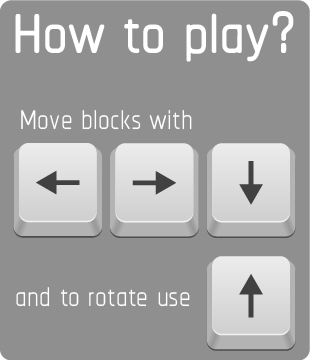 How to play?
Move blocks with
← → ↓
and to rotate use ↑